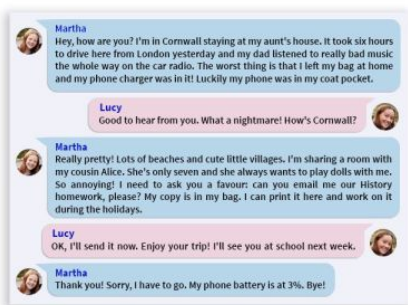 Martha
Hey, how are you? I'm in Cornwall staying at my aunt's house. It took six hours
to drive here from London yesterday and my dad listened to really bad music
the whole way on the car radio. The worst thing is that I left my bag at home
and my phone charger was in it! Luckily my phone was in my coat pocket.
Lucy
Good to hear from you. What a nightmare! How's Cornwall?
Martha
Really pretty! Lots of beaches and cute little villages. I'm sharing a room with
my cousin Alice. She's only seven and she always wants to play dolls with me.
So annoying! I need to ask you a favour: can you email me our History
homework, please? My copy is in my bag. I can print it here and work on it
during the holidays.
Lucy
OK, I'll send it now. Enjoy your trip! I'll see you at school next week.
Martha
Thank you! Sorry, I have to go. My phone battery is at 3%. Bye!